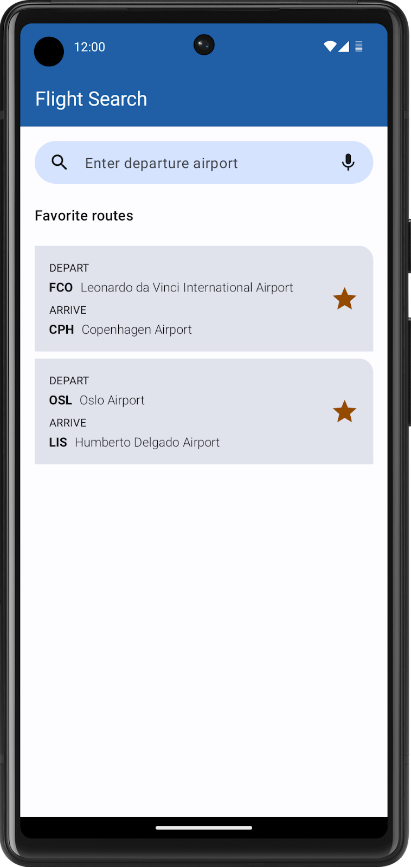 12:00
Flight Search
Enter departure airport
Favorite routes
DEPART
FCO Leonardo da Vinci International Airport
ARRIVE
CPH Copenhagen Airport
DEPART
OSL Oslo Airport
ARRIVE
LIS Humberto Delgado Airport